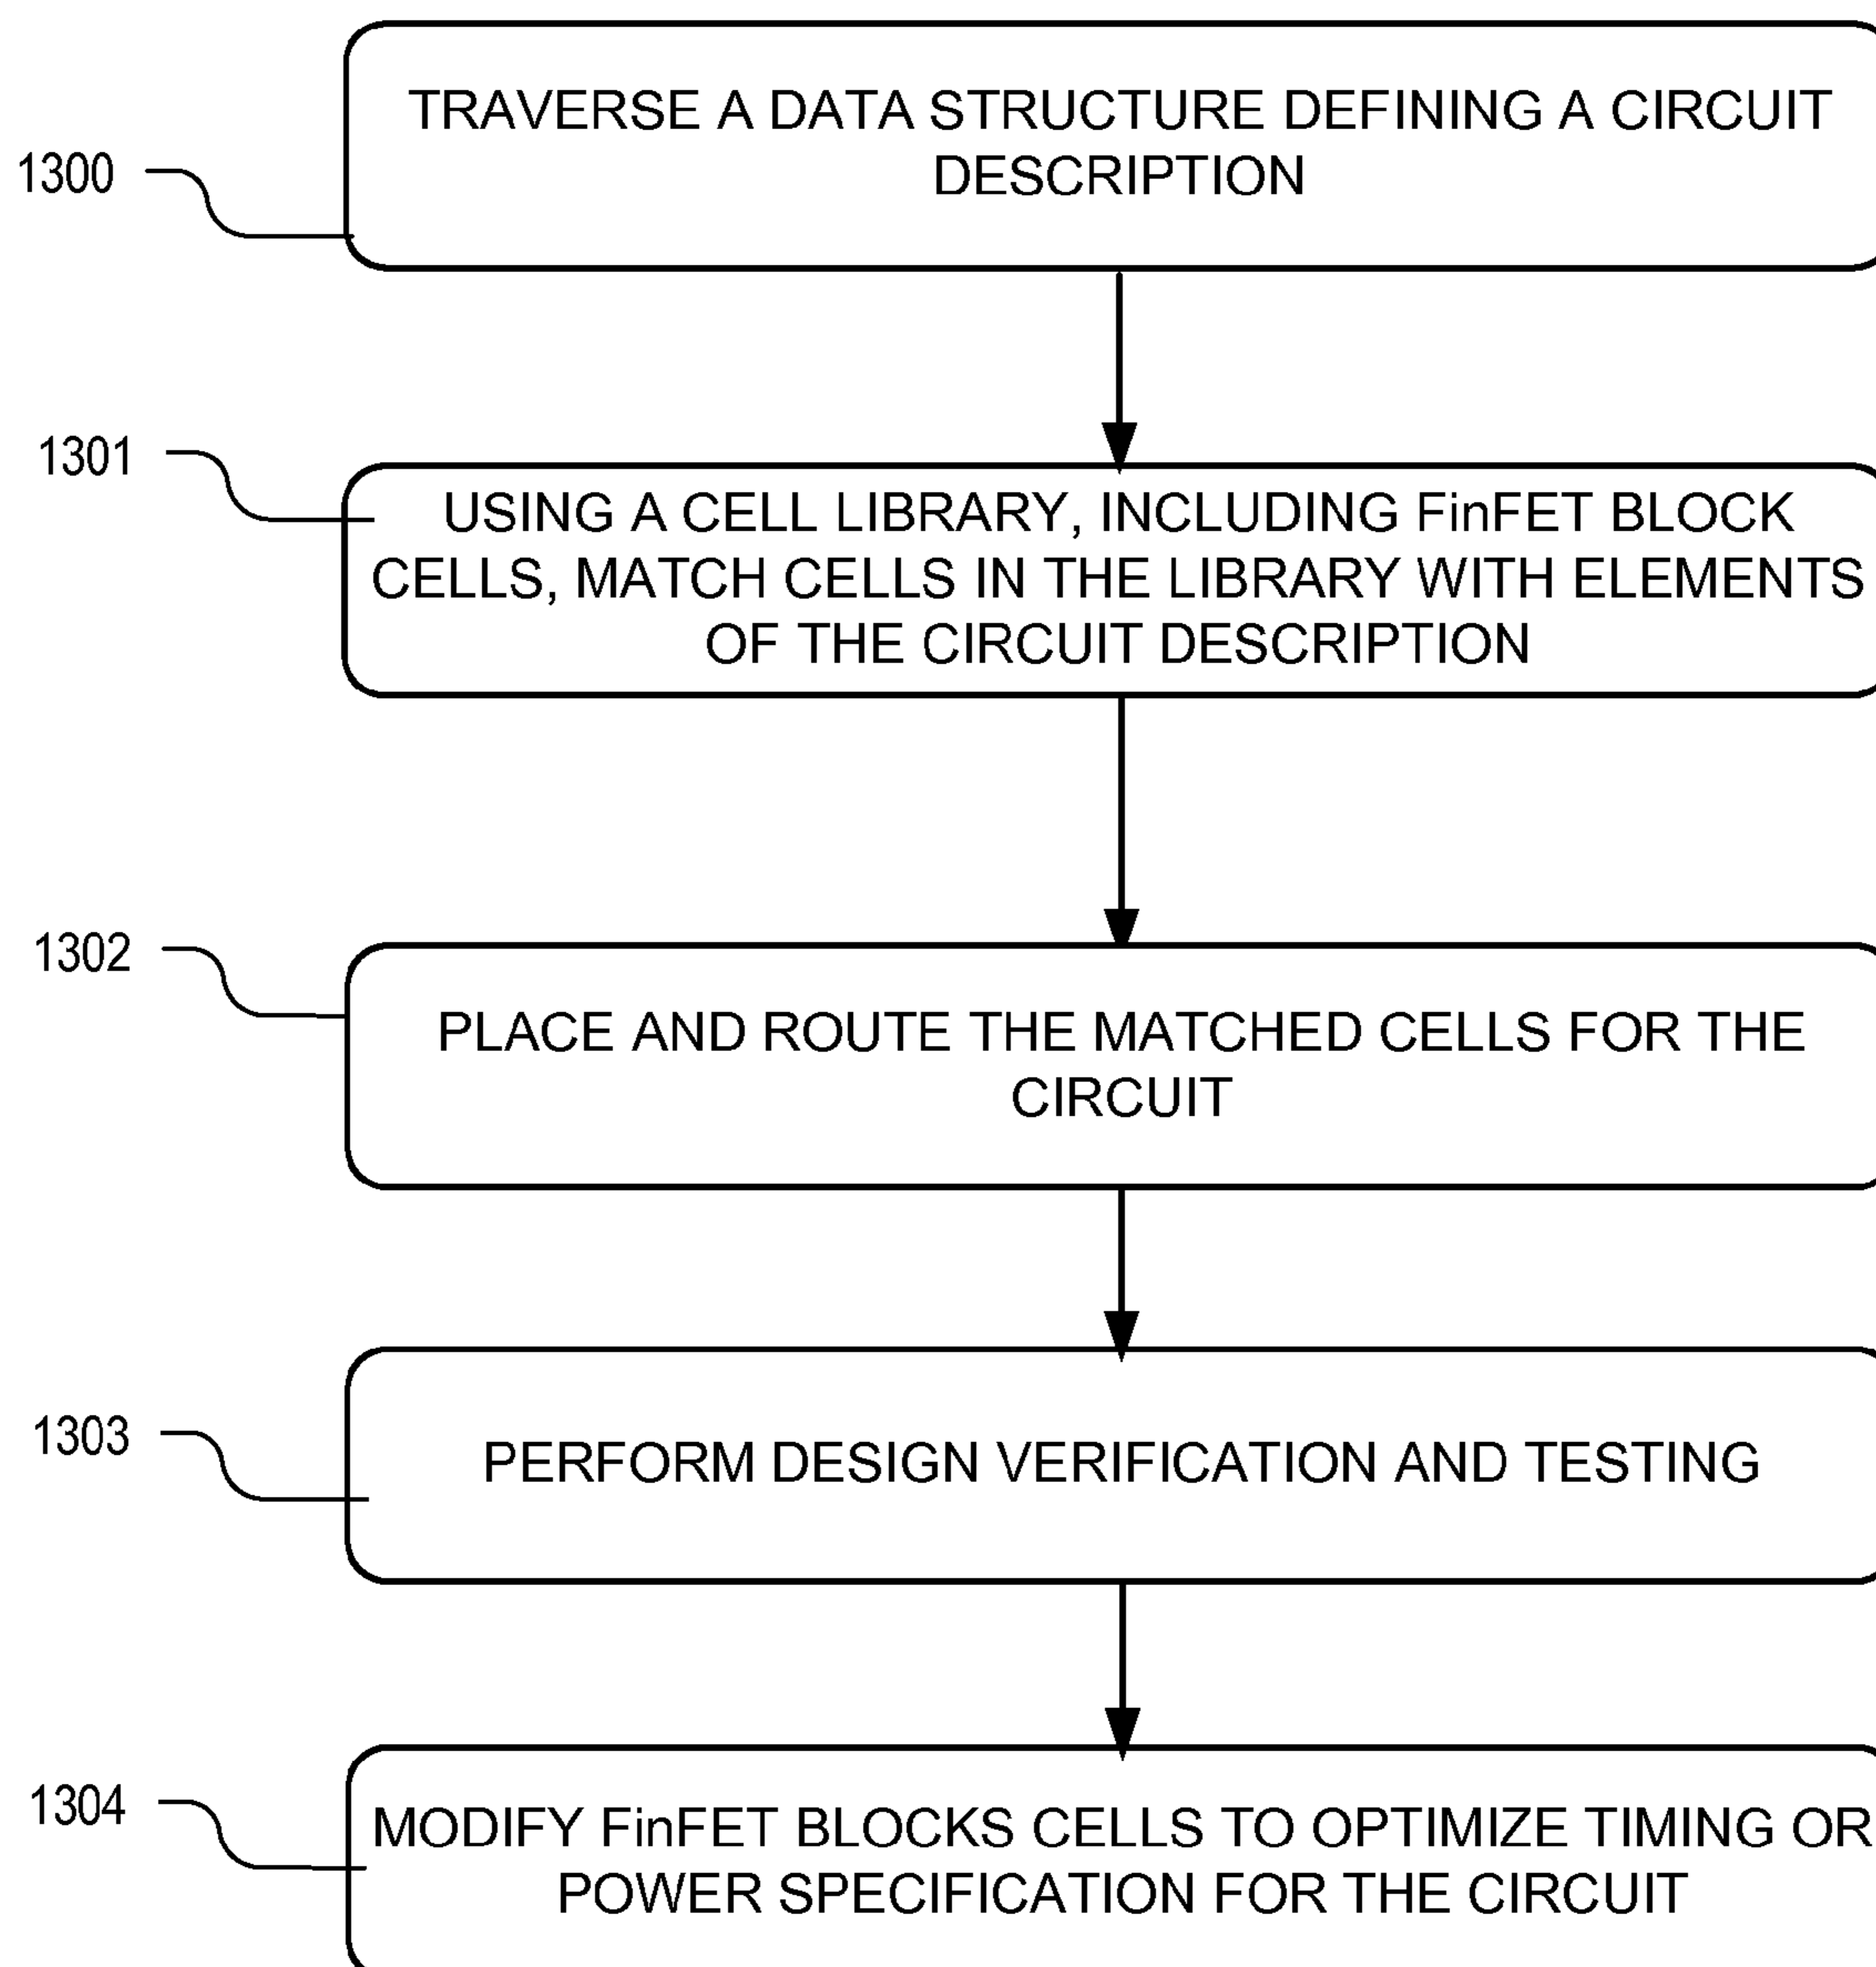 TRAVERSE A DATA STRUCTURE DEFINING A CIRCUIT
DESCRIPTION
1300
1301
USING A CELL LIBRARY, INCLUDING FinFET BLOCK
CELLS, MATCH CELLS IN THE LIBRARY WITH ELEMENTS
OF THE CIRCUIT DESCRIPTION
1302
PLACE AND ROUTE THE MATCHED CELLS FOR THE
CIRCUIT
1303
PERFORM DESIGN VERIFICATION AND TESTING
1304
MODIFY FinFET BLOCKS CELLS TO OPTIMIZE TIMING OR
POWER SPECIFICATION FOR THE CIRCUIT